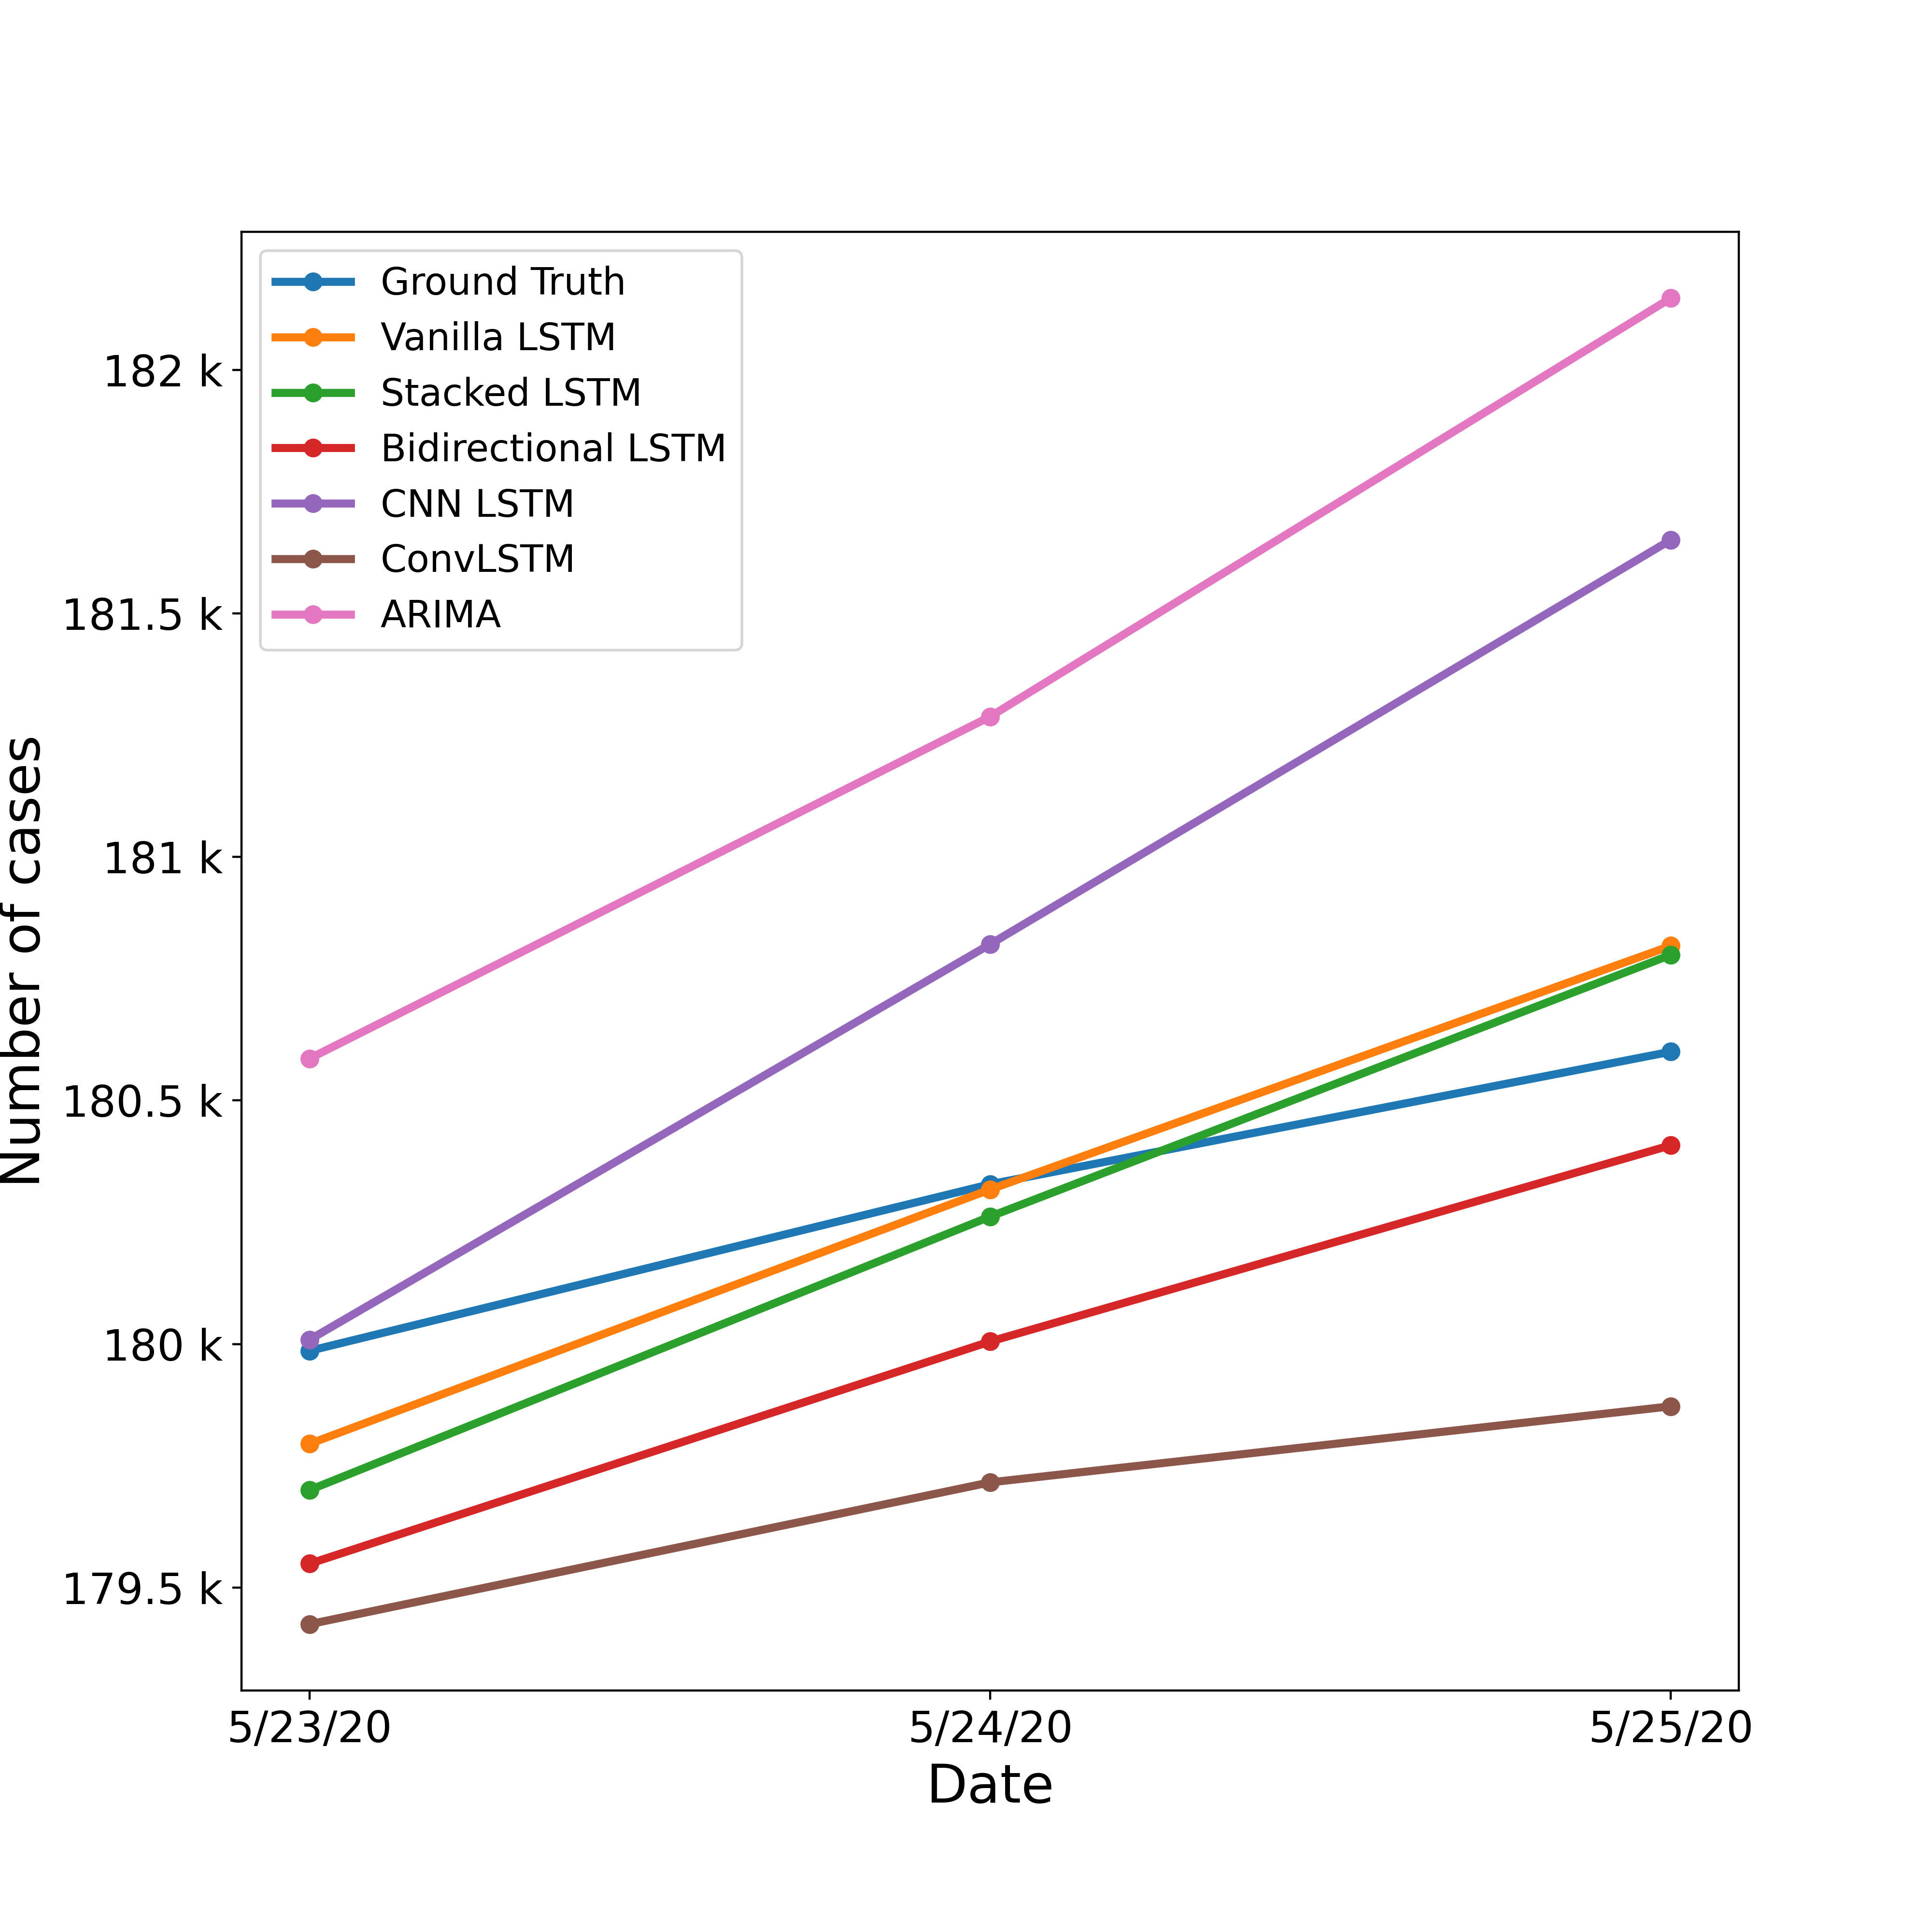 Ground Truth
Vanilla LSTM
Stacked LSTM
Bidirectional LSTM
CNN LSTM
ConvLSTM
ARIMA
182 k
181.5 k
181 k
180.5 k
180 k
179.5 k
Number of cases
5/23/20 5/24/20 5/25/20
Date